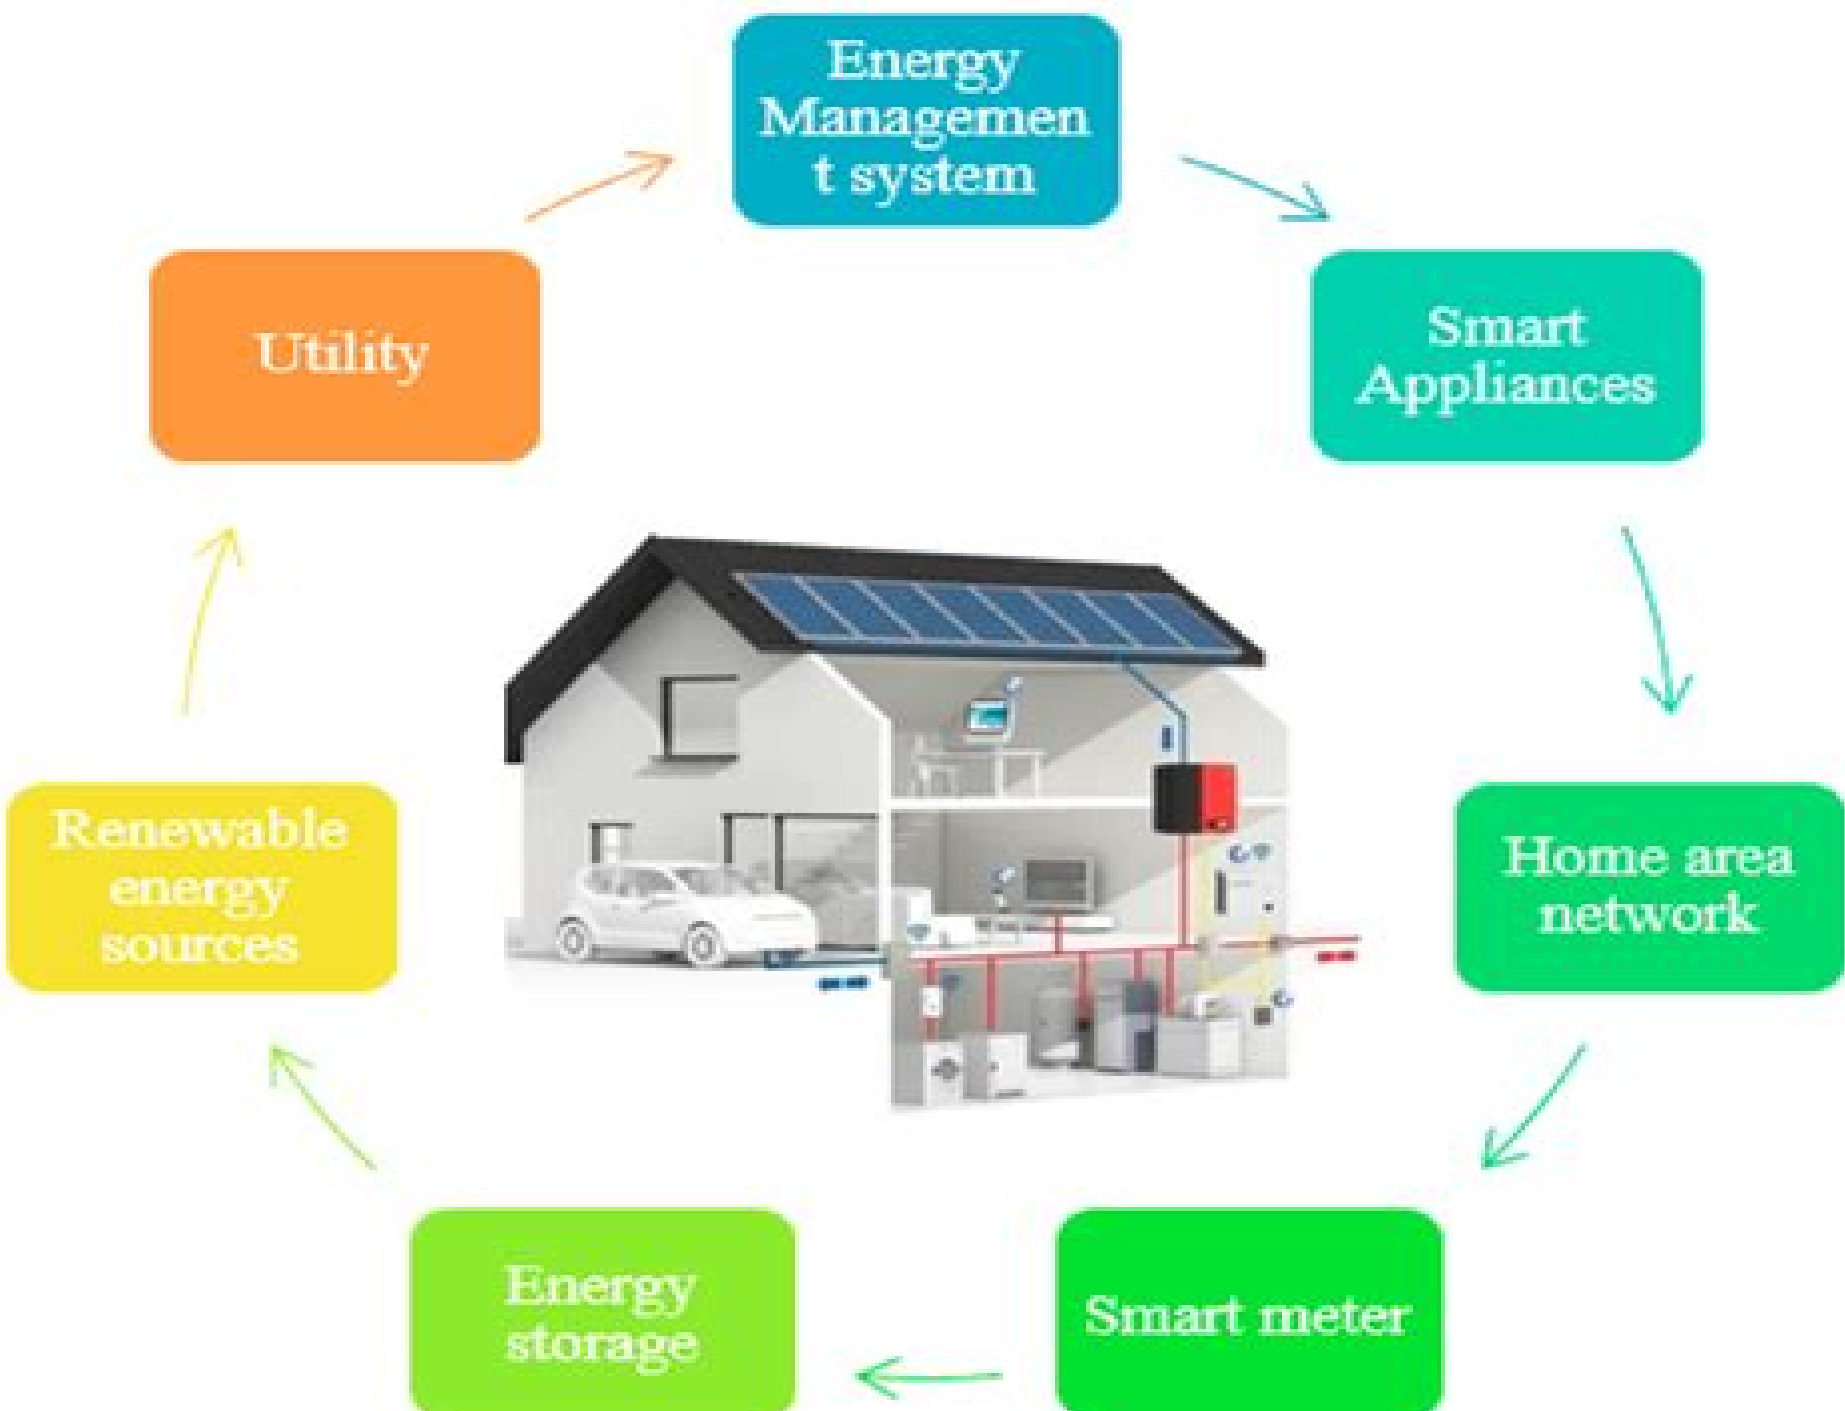 Energy
Managemen
t system
Smart
Appliances
Home area
network
Smart meter
Energy
storage
Renewable
energy
sources
Utility